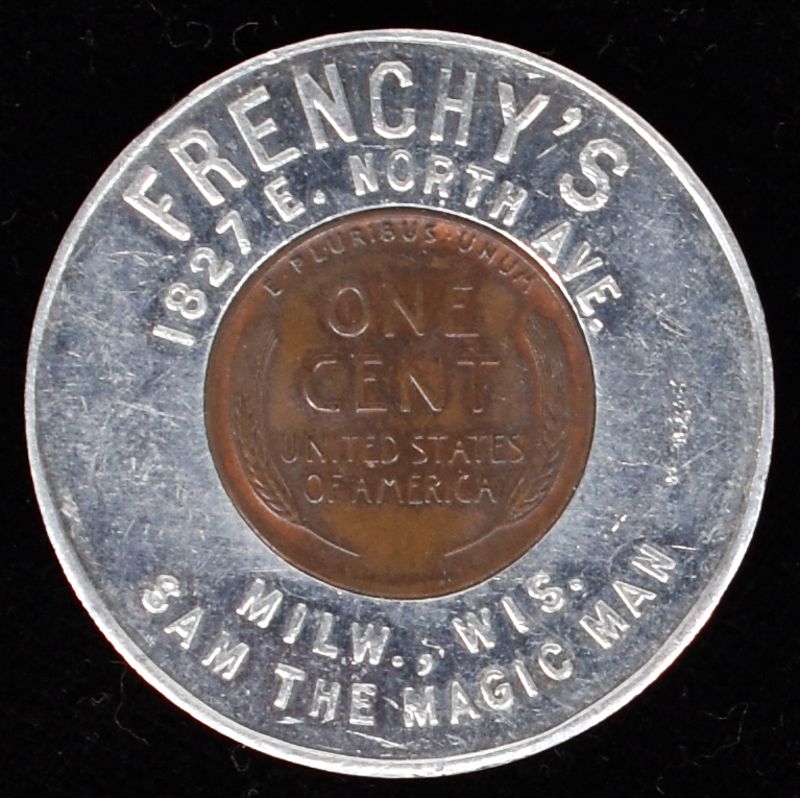 FRENCHY'S
1827 E. NORTH AVE.
E PLURIBUS UNUM
ONE
CENT
UNITED STATES
OF AMERICA
MILW., WIS.
SAM THE MAGIC MAN